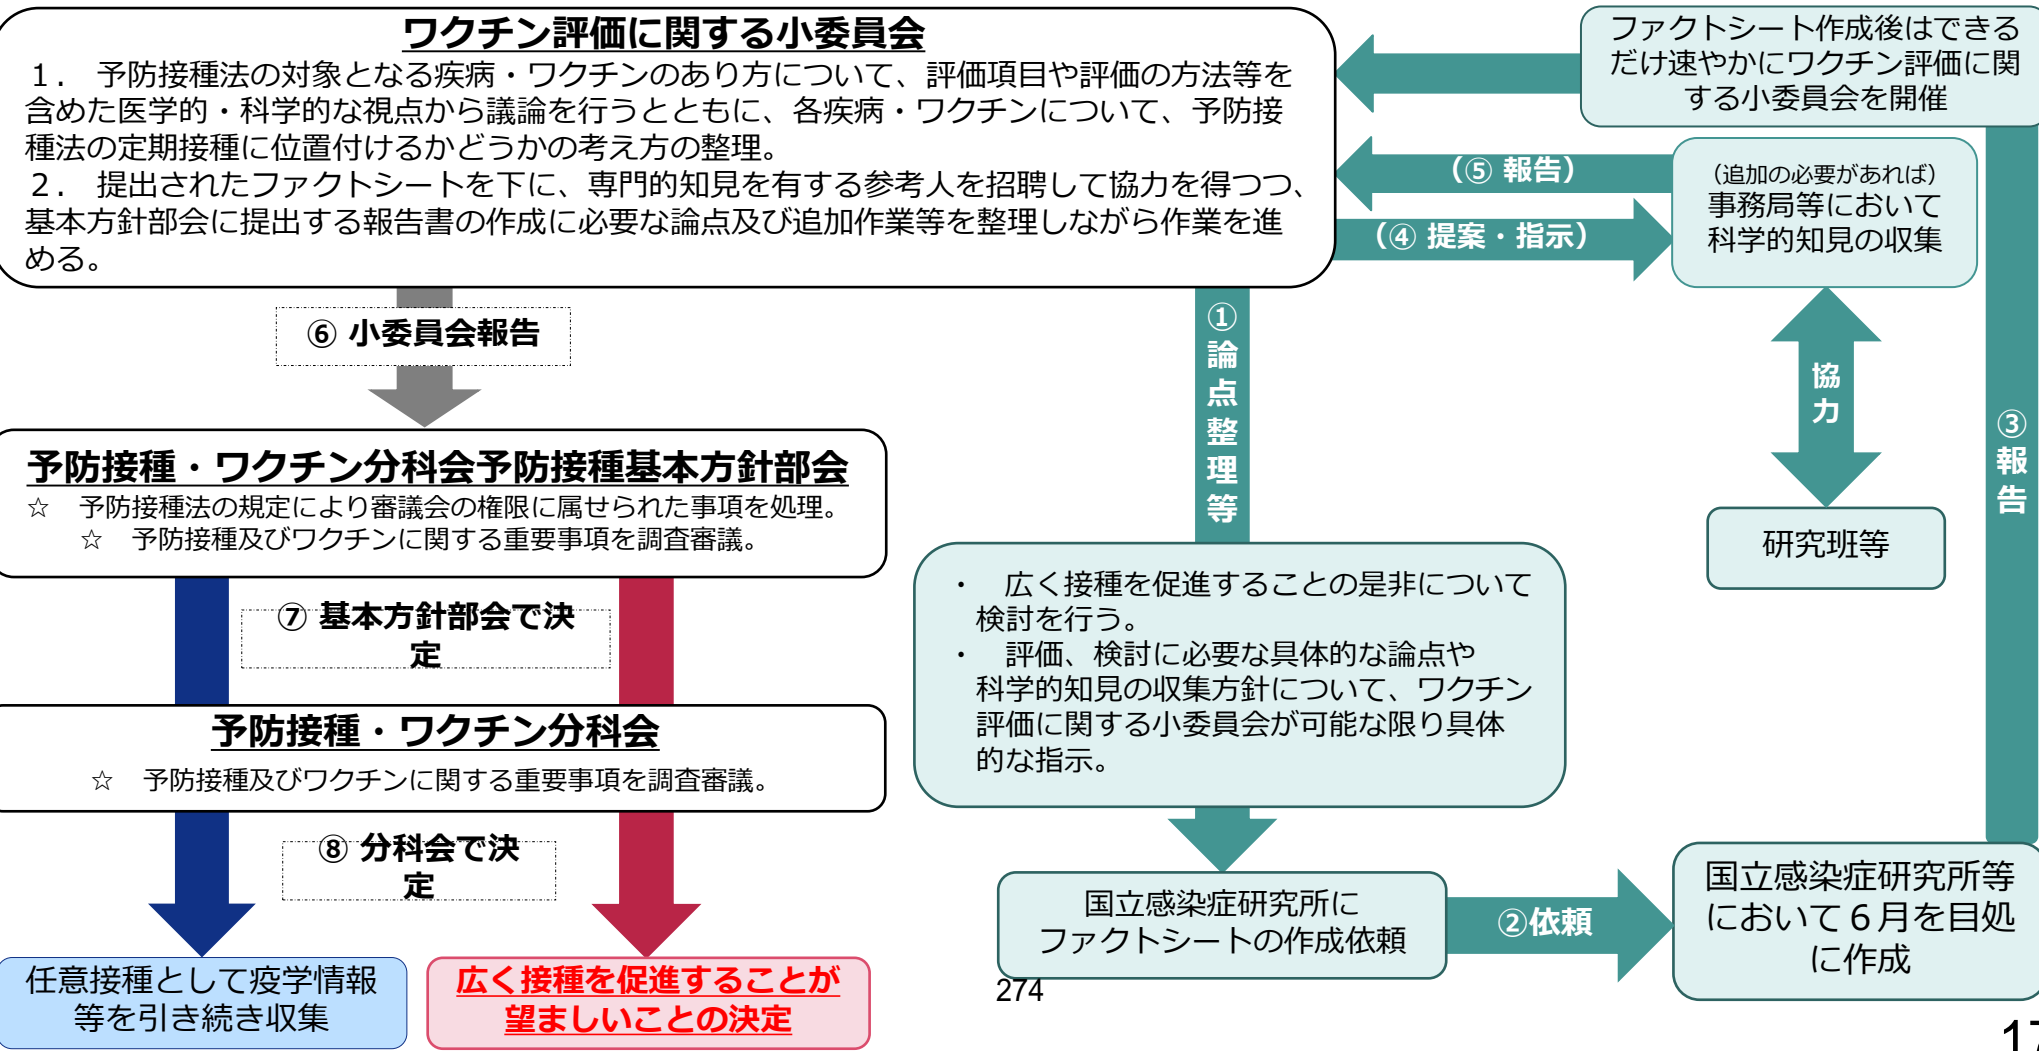 ワクチン評価に関する小委員会
１． 予防接種法の対象となる疾病・ワクチンのあり方について、評価項目や評価の方法等を
含めた医学的・科学的な視点から議論を行うとともに、各疾病・ワクチンについて、予防接
種法の定期接種に位置付けるかどうかの考え方の整理。
２． 提出されたファクトシートを下に、専門的知見を有する参考人を招聘して協力を得つつ、
基本方針部会に提出する報告書の作成に必要な論点及び追加作業等を整理しながら作業を進
める。
ファクトシート作成後はできる
だけ速やかにワクチン評価に関
する小委員会を開催
（⑤ 報告）
（④ 提案・指示）
（追加の必要があれば）
事務局等において
科学的知見の収集
⑥ 小委員会報告
①論点整理等
協力
③報告
研究班等
予防接種・ワクチン分科会予防接種基本方針部会
☆ 予防接種法の規定により審議会の権限に属せられた事項を処理。
☆ 予防接種及びワクチンに関する重要事項を調査審議。
⑦ 基本方針部会で決
定
・ 広く接種を促進することの是非について
検討を行う。
・ 評価、検討に必要な具体的な論点や
科学的知見の収集方針について、ワクチン
評価に関する小委員会が可能な限り具体
的な指示。
予防接種・ワクチン分科会
☆ 予防接種及びワクチンに関する重要事項を調査審議。
⑧ 分科会で決
定
国立感染症研究所に
ファクトシートの作成依頼
②依頼
国立感染症研究所等
において６月を目処
に作成
任意接種として疫学情報
等を引き続き収集
広く接種を促進することが
望ましいことの決定
274
17